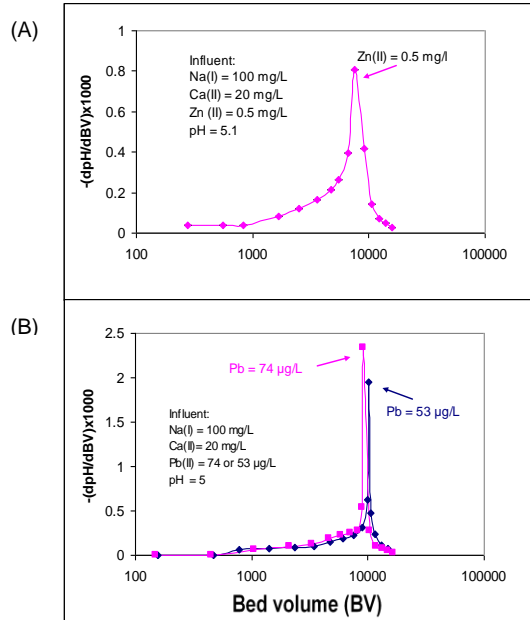 (A)
-(dpH/dBV)x1000
1
0.8
0.6
0.4
0.2
0
Influent:
Na(I) = 100 mg/L
Ca(II) = 20 mg/L
Zn (II) = 0.5 mg/L
pH = 5.1
Zn(II) = 0.5 mg/l
100
1000
10000
100000
(B)
-(dpH/dBV)x1000
2.5
2
1.5
1
0.5
0
Pb = 74 µg/L
Pb = 53 µg/L
Influent:
Na(I) = 100 mg/L
Ca(II)= 20 mg/L
Pb(II) = 74 or 53 µg/L
pH = 5
100
1000
10000
100000
Bed volume (BV)